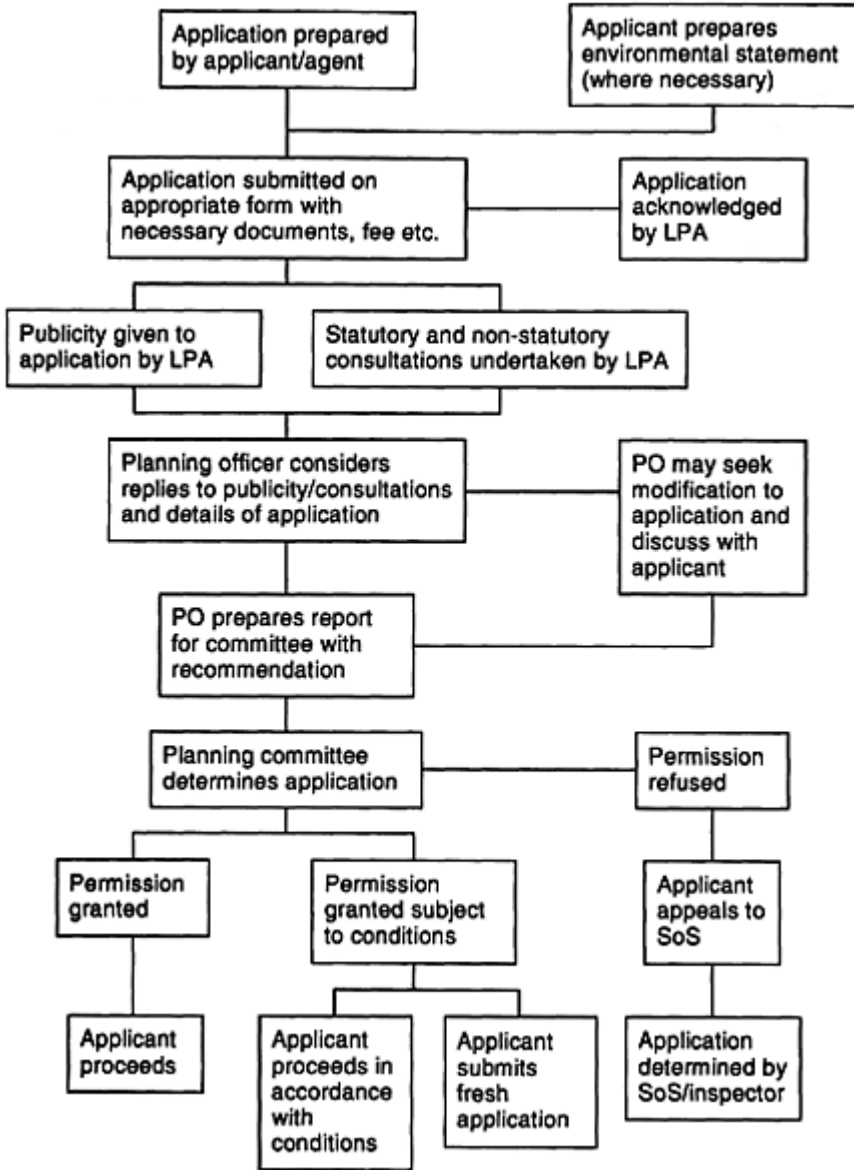 Application prepared
by applicant/agent
Applicant prepares
environmental statement
(where necessary)
Application submitted on
appropriate form with
necessary documents, fee etc.
Application
acknowledged
by LPA
Publicity given to
application by LPA
Statutory and non-statutory
consultations undertaken by LPA
Planning officer considers
replies to publicity/consultations
and details of application
PO may seek
modification to
application and
discuss with
applicant
PO prepares report
for committee with
recommendation
Planning committee
determines application
Permission
refused
Permission
granted
Permission
granted subject
to conditions
Applicant
appeals to
SoS
Applicant
proceeds
Applicant
proceeds in
accordance
with
conditions
Applicant
submits
fresh
application
Application
determined by
SoS/inspector